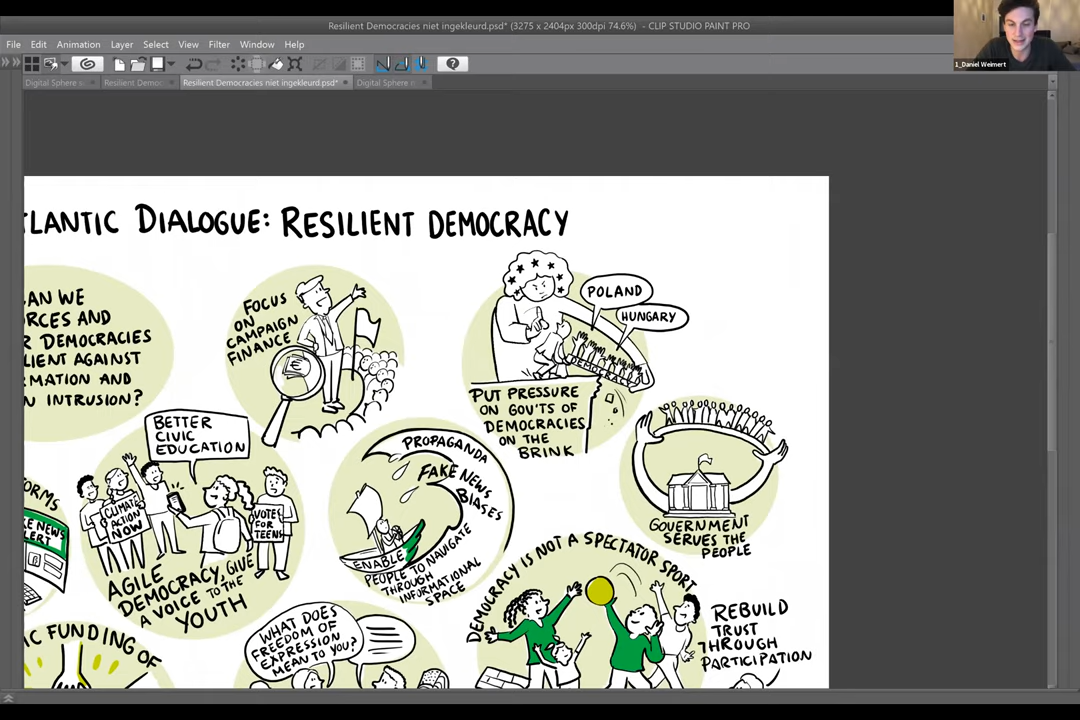 Resilient Democracies niet ingekleurd.psd* (3275 x 2404px 300dpi 74.6%) - CLIP STUDIO PAINT PRO
File Edit Animation Layer Select View Filter Window Help
Digital Sphere
Resilient Democ
Resilient Democracies niet ingekleurd.psd*
Digital Sphere
1_Daniel Weimert
TLANTIC DIALOGUE: RESILIENT DEMOCRACY
AN WE
RCES AND
R DEMOCRACIES
LIENT AGAINST
RMATION AND
N INTRUSION?
FOCUS
ON
CAMPAIGN
FINANCE
POLAND
HUNGARY
DEMOCRACY
PUT PRESSURE
ON GOV'TS OF
DEMOCRACIES
ON THE
BRINK
BETTER
CIVIC
EDUCATION
CLIMATE
ACTION
NOW
VOTES
FOR
TEENS
AGILE
DEMOCRACY, GIVE
A VOICE TO THE
YOUTH
PROPAGANDA
FAKE NEWS
BIASES
ENABLE
PEOPLE TO NAVIGATE
THROUGH
INFORMATIONAL
SPACE
GOVERNMENT
SERVES THE
PEOPLE
ORMS
KE NEWS
LERT
DEMOCRACY IS NOT A SPECTATOR SPORT
REBUILD
TRUST
THROUGH
PARTICIPATION
IC FUNDING OF
WHAT DOES
FREEDOM OF
EXPRESSION
MEAN TO YOU?